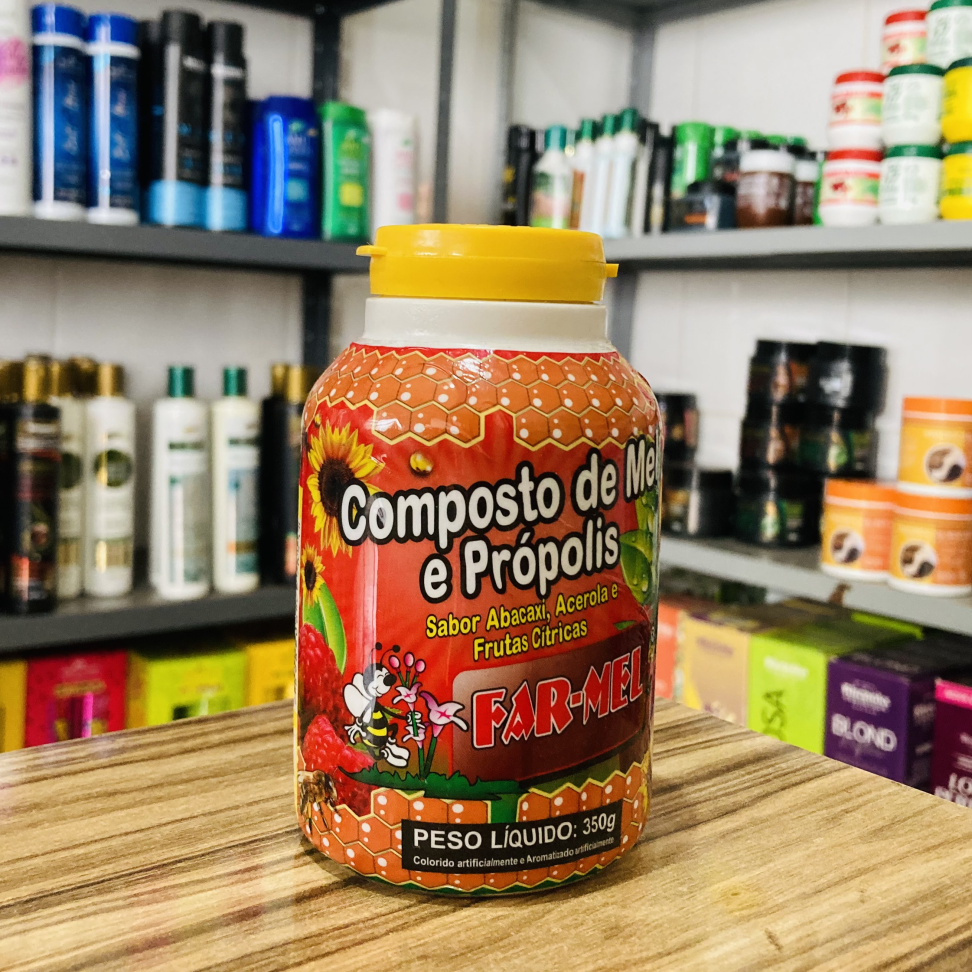 Composto de Mel
e Própolis
Sabor Abacaxi, Acerola e
Frutas Cítricas
FAR-MEL
PESO LÍQUIDO: 350g
Colorido artificialmente e Aromatizado artificialmente
BLOND